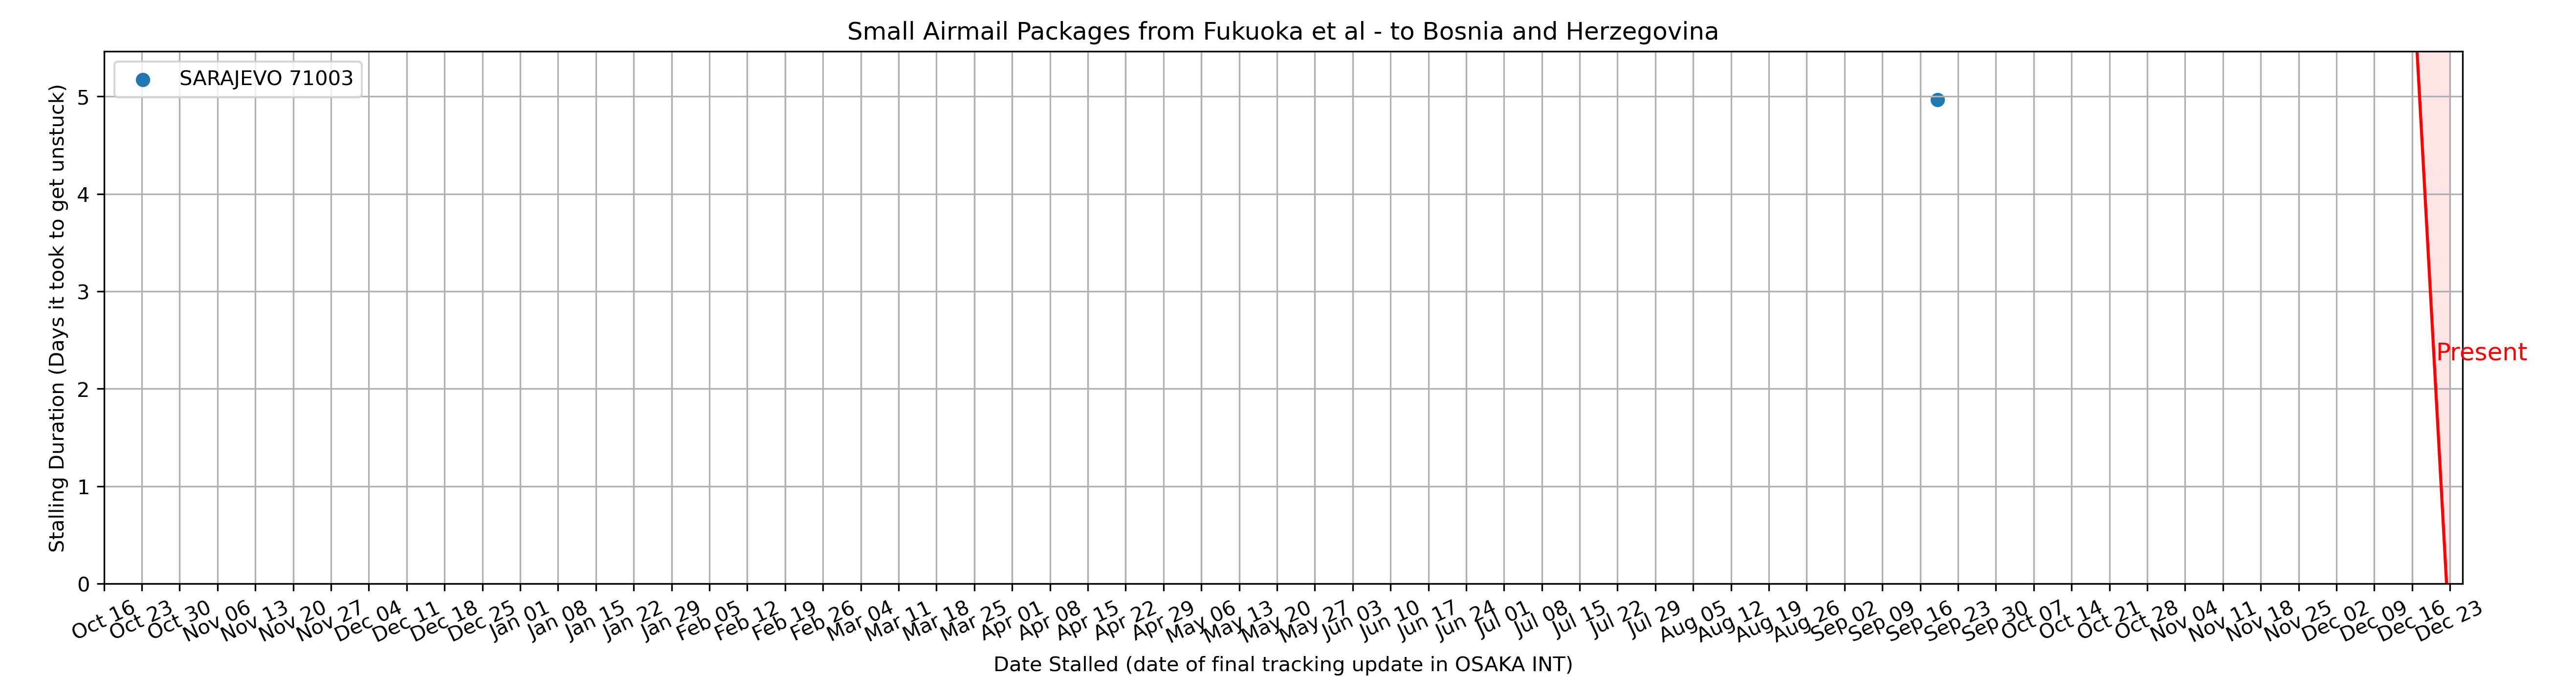 Small Airmail Packages from Fukuoka et al - to Bosnia and Herzegovina
SARAJEVO 71003
Stalling Duration (Days it took to get unstuck)
5
4
3
2
1
0
Present
Oct 16 Oct 23 Oct 30 Nov 06 Nov 13 Nov 20 Nov 27 Dec 04 Dec 11 Dec 18 Dec 25 Jan 01 Jan 08 Jan 15 Jan 22 Jan 29 Feb 05 Feb 12 Feb 19 Feb 26 Mar 04 Mar 11 Mar 18 Mar 25 Apr 01 Apr 08 Apr 15 Apr 22 Apr 29 May 06 May 13 May 20 May 27 Jun 03 Jun 10 Jun 17 Jun 24 Jul 01 Jul 08 Jul 15 Jul 22 Jul 29 Aug 05 Aug 12 Aug 19 Aug 26 Sep 02 Sep 09 Sep 16 Sep 23 Sep 30 Oct 07 Oct 14 Oct 21 Oct 28 Nov 04 Nov 11 Nov 18 Nov 25 Dec 02 Dec 09 Dec 16 Dec 23
Date Stalled (date of final tracking update in OSAKA INT)